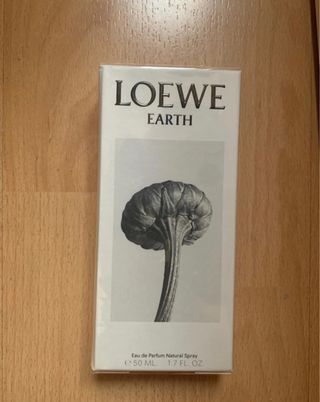 LOEWE
EARTH
Eau de Parfum Natural Spray
℮ 50 ML. 1.7 FL. OZ.